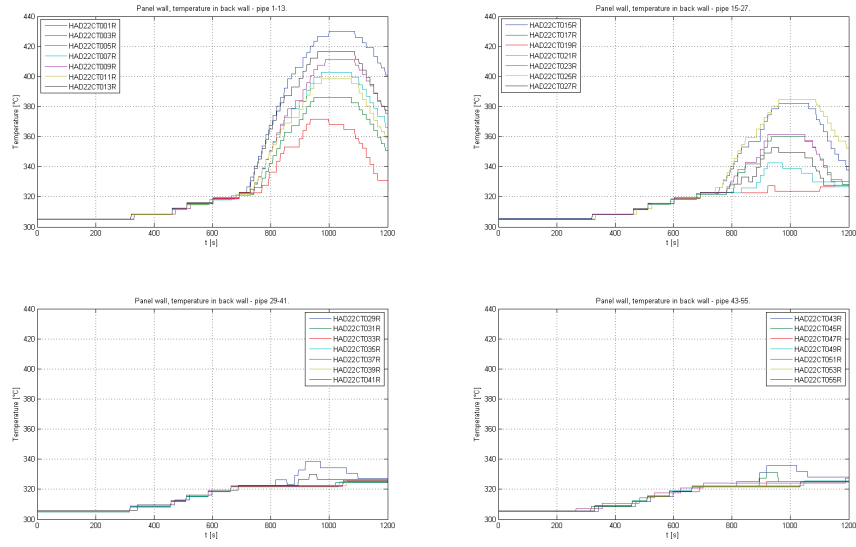 Panel wall, temperature in back wall - pipe 1-13.
440
420
400
380
360
340
320
300
Temperature [°C]
HAD22CT001R
HAD22CT003R
HAD22CT005R
HAD22CT007R
HAD22CT009R
HAD22CT011R
HAD22CT013R
0 200 400 600 800 1000 1200
t [s]
Panel wall, temperature in back wall - pipe 15-27.
440
420
400
380
360
340
320
300
Temperature [°C]
HAD22CT015R
HAD22CT017R
HAD22CT019R
HAD22CT021R
HAD22CT023R
HAD22CT025R
HAD22CT027R
0 200 400 600 800 1000 1200
t [s]
Panel wall, temperature in back wall - pipe 29-41.
440
420
400
380
360
340
320
300
Temperature [°C]
HAD22CT029R
HAD22CT031R
HAD22CT033R
HAD22CT035R
HAD22CT037R
HAD22CT039R
HAD22CT041R
0 200 400 600 800 1000 1200
t [s]
Panel wall, temperature in back wall - pipe 43-55.
440
420
400
380
360
340
320
300
Temperature [°C]
HAD22CT043R
HAD22CT045R
HAD22CT047R
HAD22CT049R
HAD22CT051R
HAD22CT053R
HAD22CT055R
0 200 400 600 800 1000 1200
t [s]